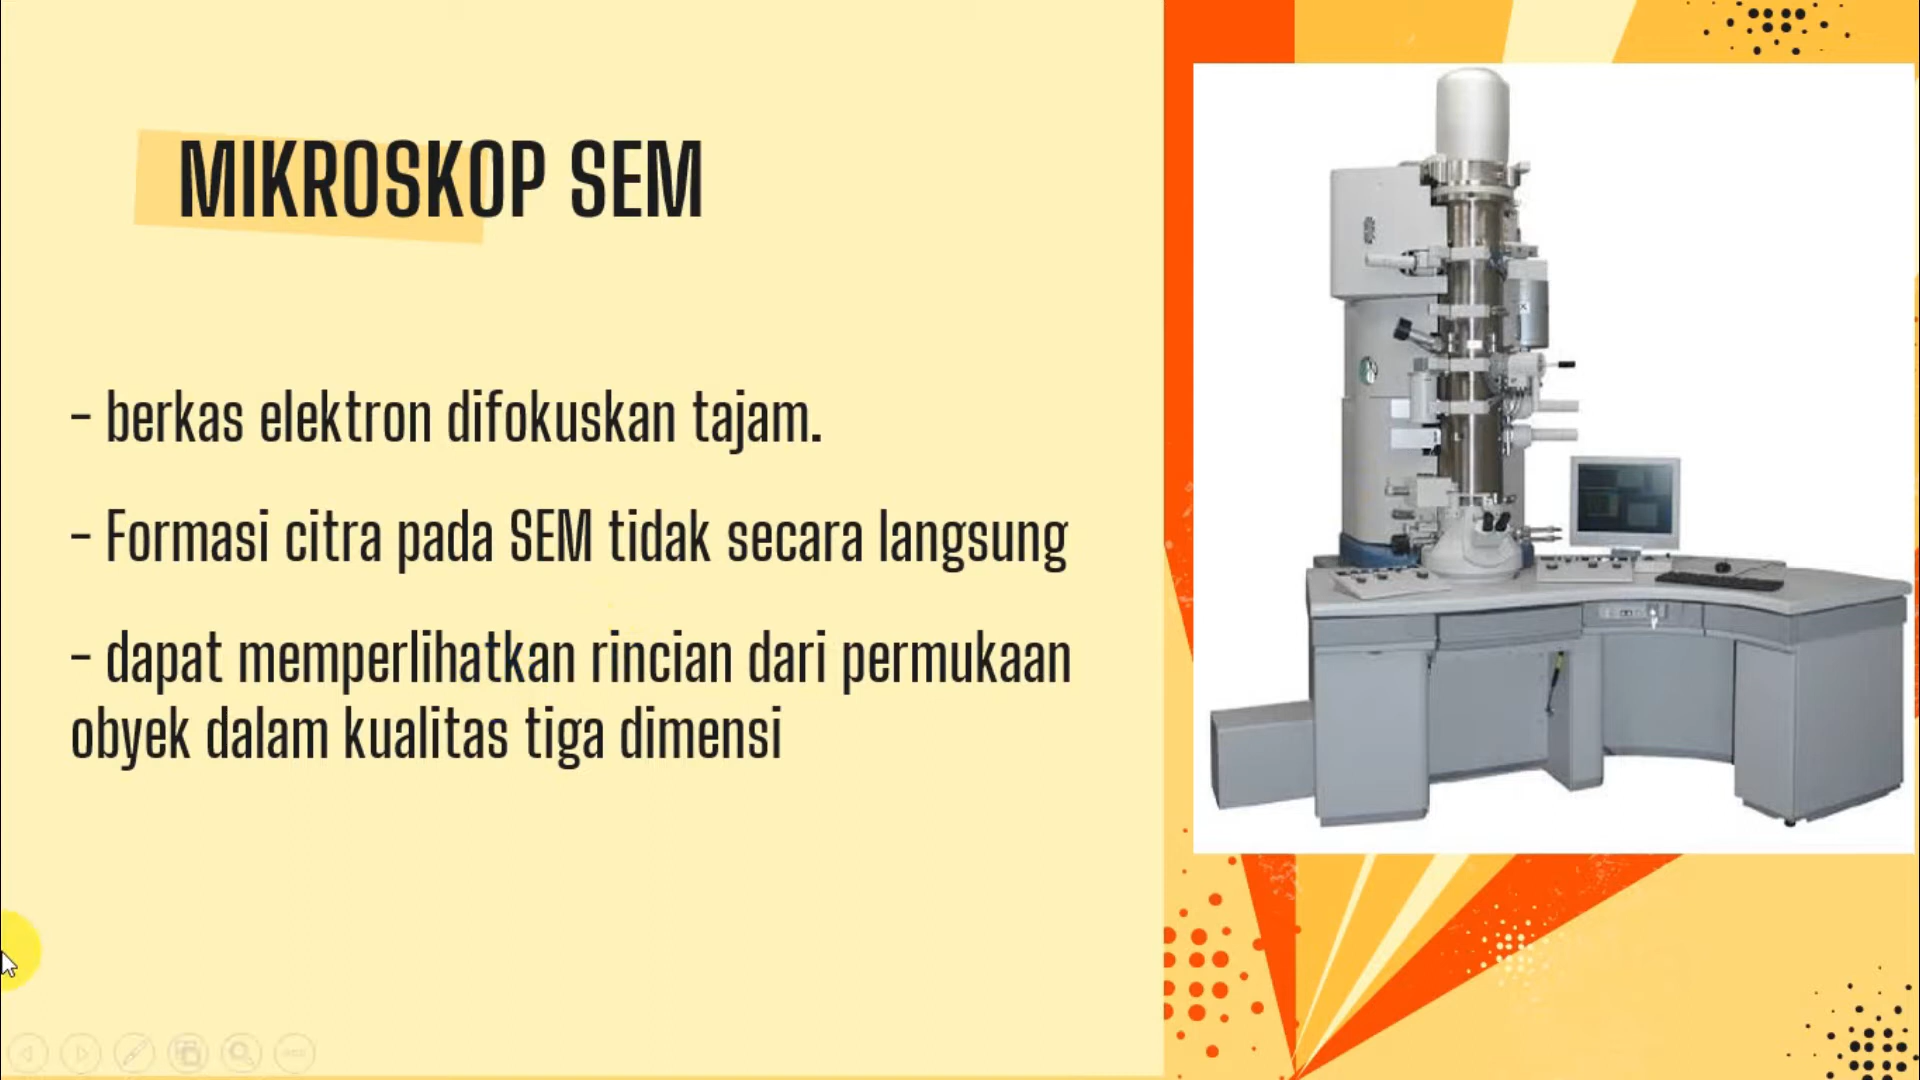 MIKROSKOP SEM
- berkas elektron difokuskan tajam.
- Formasi citra pada SEM tidak secara langsung
- dapat memperlihatkan rincian dari permukaan
obyek dalam kualitas tiga dimensi